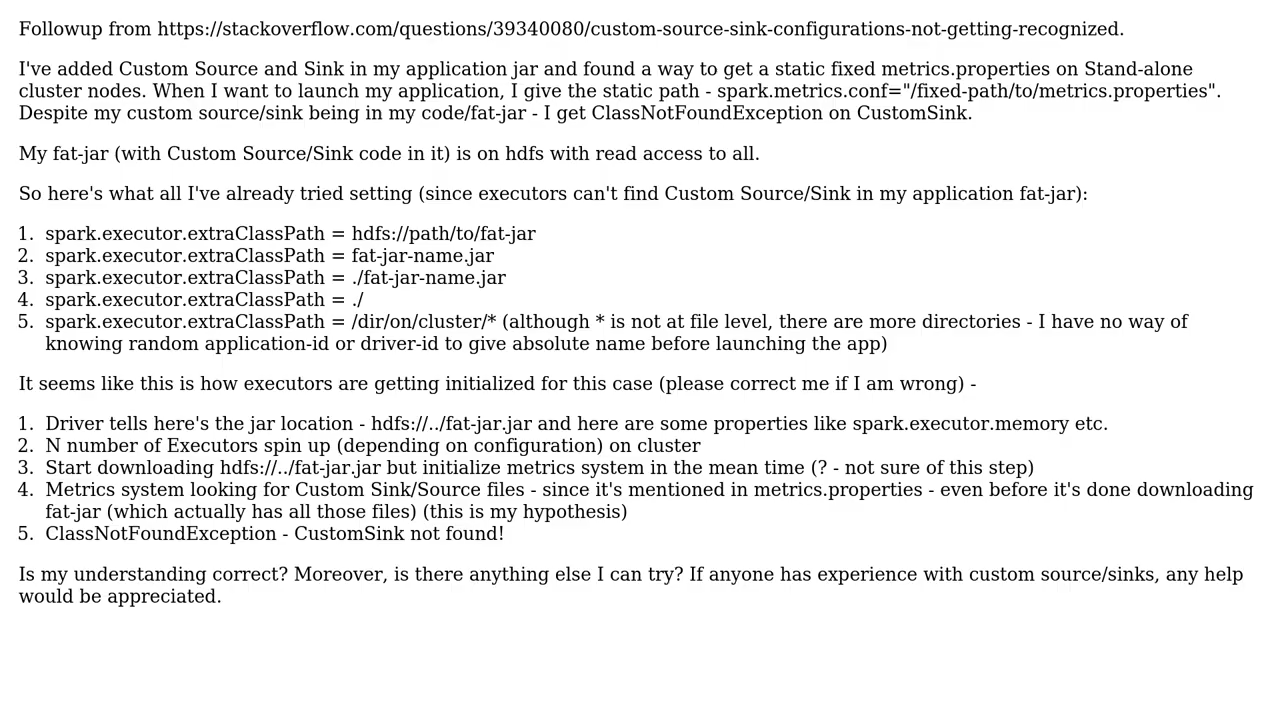 Followup from https://stackoverflow.com/questions/39340080/custom-source-sink-configurations-not-getting-recognized.
I've added Custom Source and Sink in my application jar and found a way to get a static fixed metrics.properties on Stand-alone
cluster nodes. When I want to launch my application, I give the static path - spark.metrics.conf="/fixed-path/to/metrics.properties".
Despite my custom source/sink being in my code/fat-jar - I get ClassNotFoundException on CustomSink.
My fat-jar (with Custom Source/Sink code in it) is on hdfs with read access to all.
So here's what all I've already tried setting (since executors can't find Custom Source/Sink in my application fat-jar):
1. spark.executor.extraClassPath = hdfs://path/to/fat-jar
2. spark.executor.extraClassPath = fat-jar-name.jar
3. spark.executor.extraClassPath = ./fat-jar-name.jar
4. spark.executor.extraClassPath = ./
5. spark.executor.extraClassPath = /dir/on/cluster/* (although * is not at file level, there are more directories - I have no way of
knowing random application-id or driver-id to give absolute name before launching the app)
It seems like this is how executors are getting initialized for this case (please correct me if I am wrong) -
1. Driver tells here's the jar location - hdfs://../fat-jar.jar and here are some properties like spark.executor.memory etc.
2. N number of Executors spin up (depending on configuration) on cluster
3. Start downloading hdfs://../fat-jar.jar but initialize metrics system in the mean time (? - not sure of this step)
4. Metrics system looking for Custom Sink/Source files - since it's mentioned in metrics.properties - even before it's done downloading
fat-jar (which actually has all those files) (this is my hypothesis)
5. ClassNotFoundException - CustomSink not found!
Is my understanding correct? Moreover, is there anything else I can try? If anyone has experience with custom source/sinks, any help
would be appreciated.